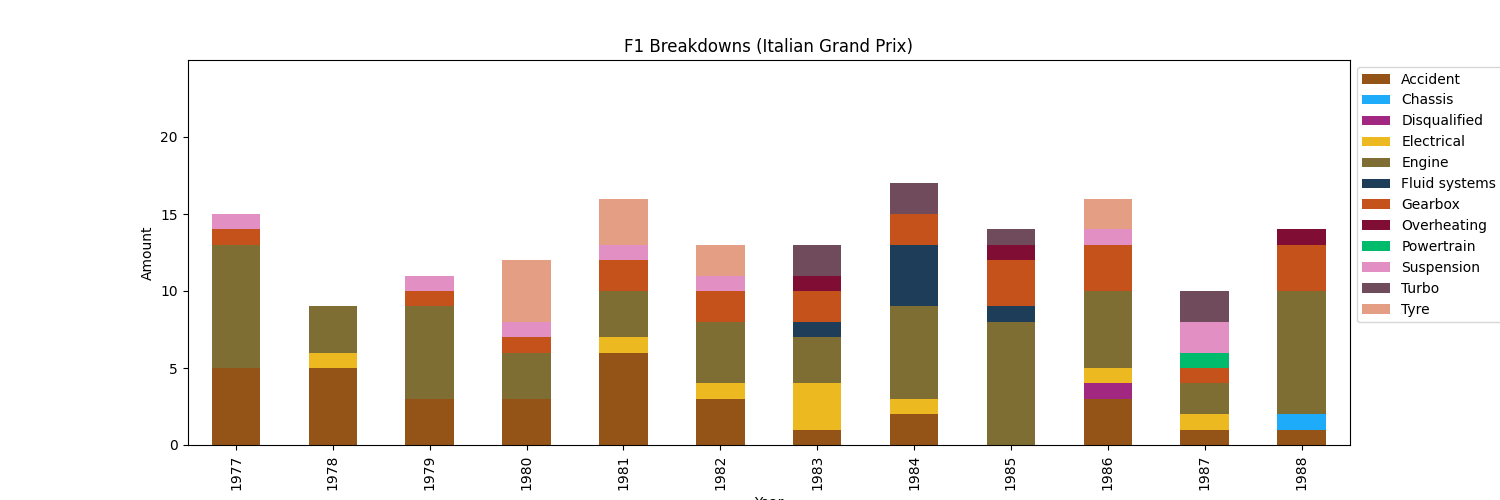 F1 Breakdowns (Italian Grand Prix)
Amount
20
15
10
5
0
1977
1978
1979
1980
1981
1982
1983
1984
1985
1986
1987
1988
Year
Accident
Chassis
Disqualified
Electrical
Engine
Fluid systems
Gearbox
Overheating
Powertrain
Suspension
Turbo
Tyre